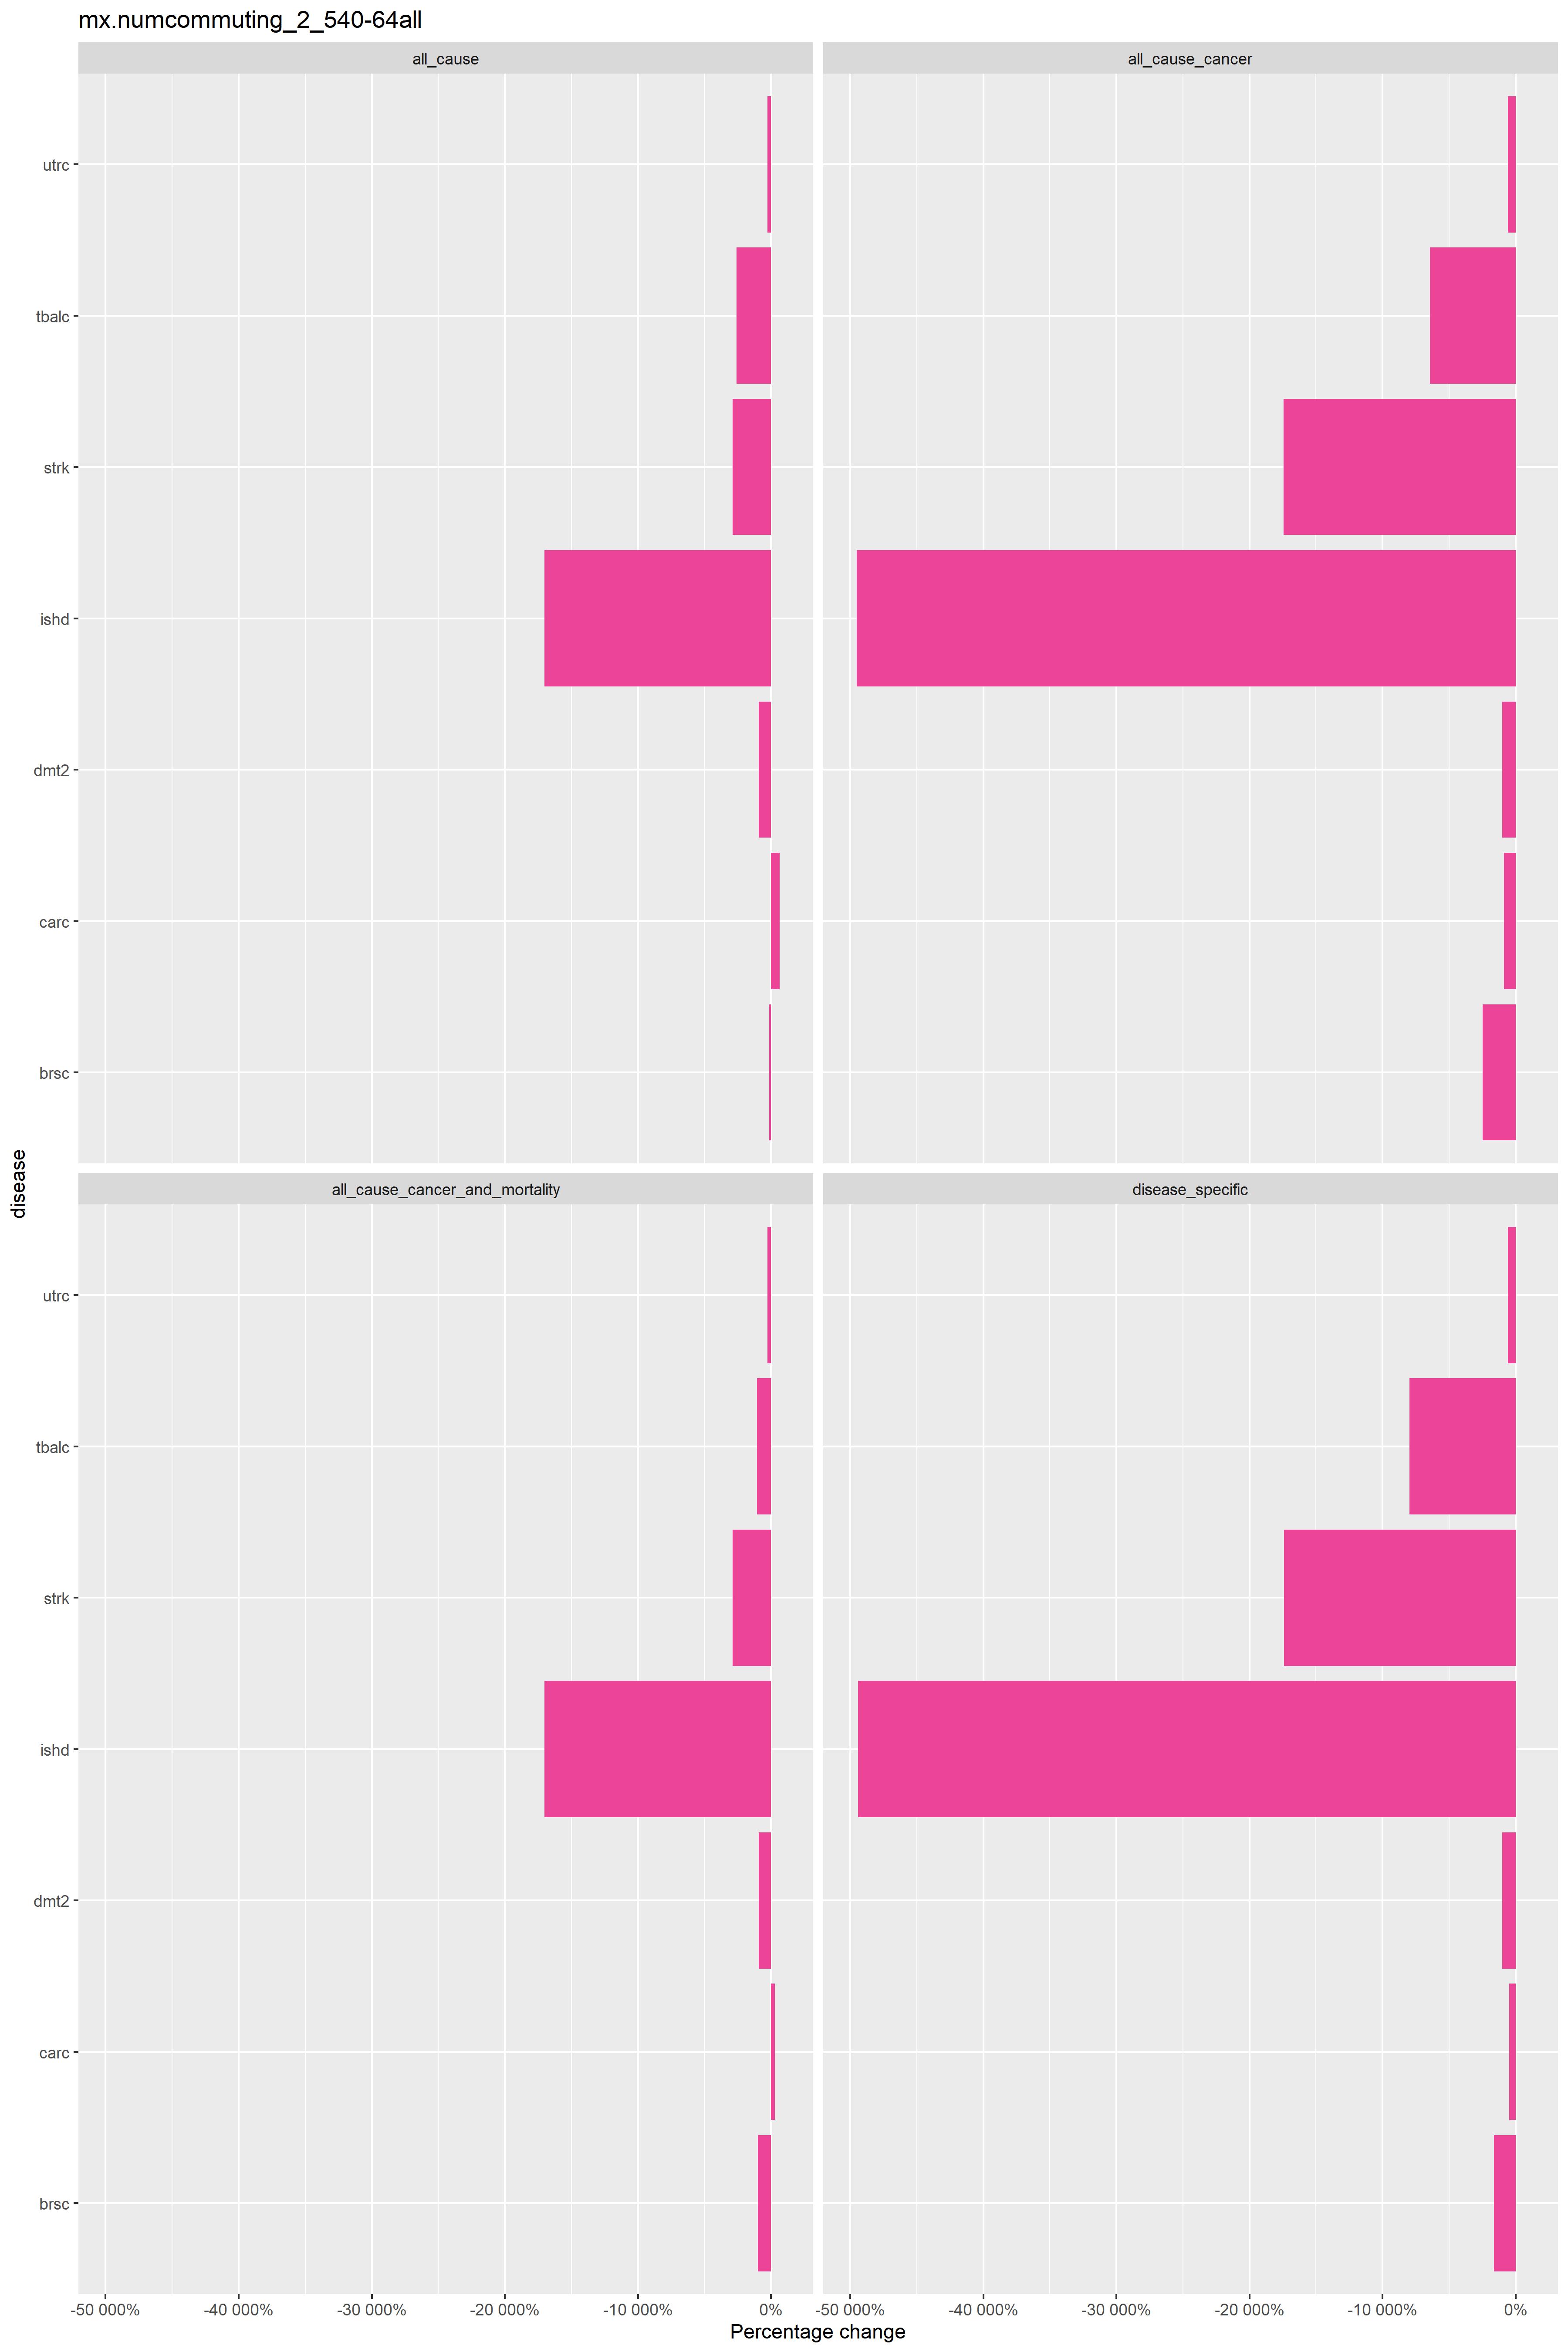 mx.numcommuting_2_540-64all
all_cause
all_cause_cancer
utrc
tbalc
strk
ishd
dmt2
carc
brsc
disease
all_cause_cancer_and_mortality
disease_specific
utrc
tbalc
strk
ishd
dmt2
carc
brsc
-50 000% -40 000% -30 000% -20 000% -10 000% 0%
-50 000% -40 000% -30 000% -20 000% -10 000% 0%
Percentage change